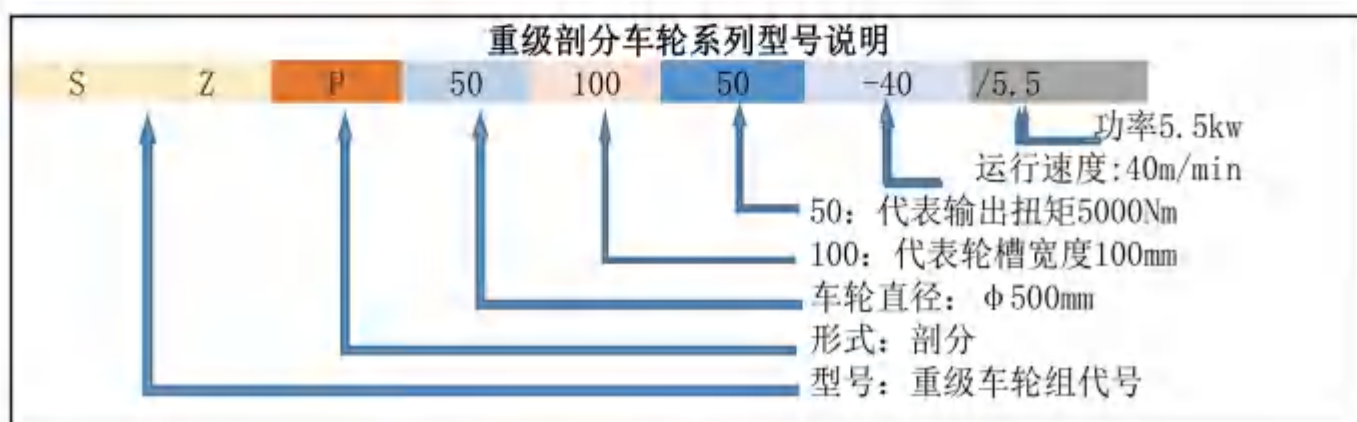 重级剖分车轮系列型号说明
S Z P 50 100 50 -40 /5.5
功率5.5kw
运行速度:40m/min
50：代表输出扭矩5000Nm
100：代表轮槽宽度100mm
车轮直径：φ500mm
形式：剖分
型号：重级车轮组代号